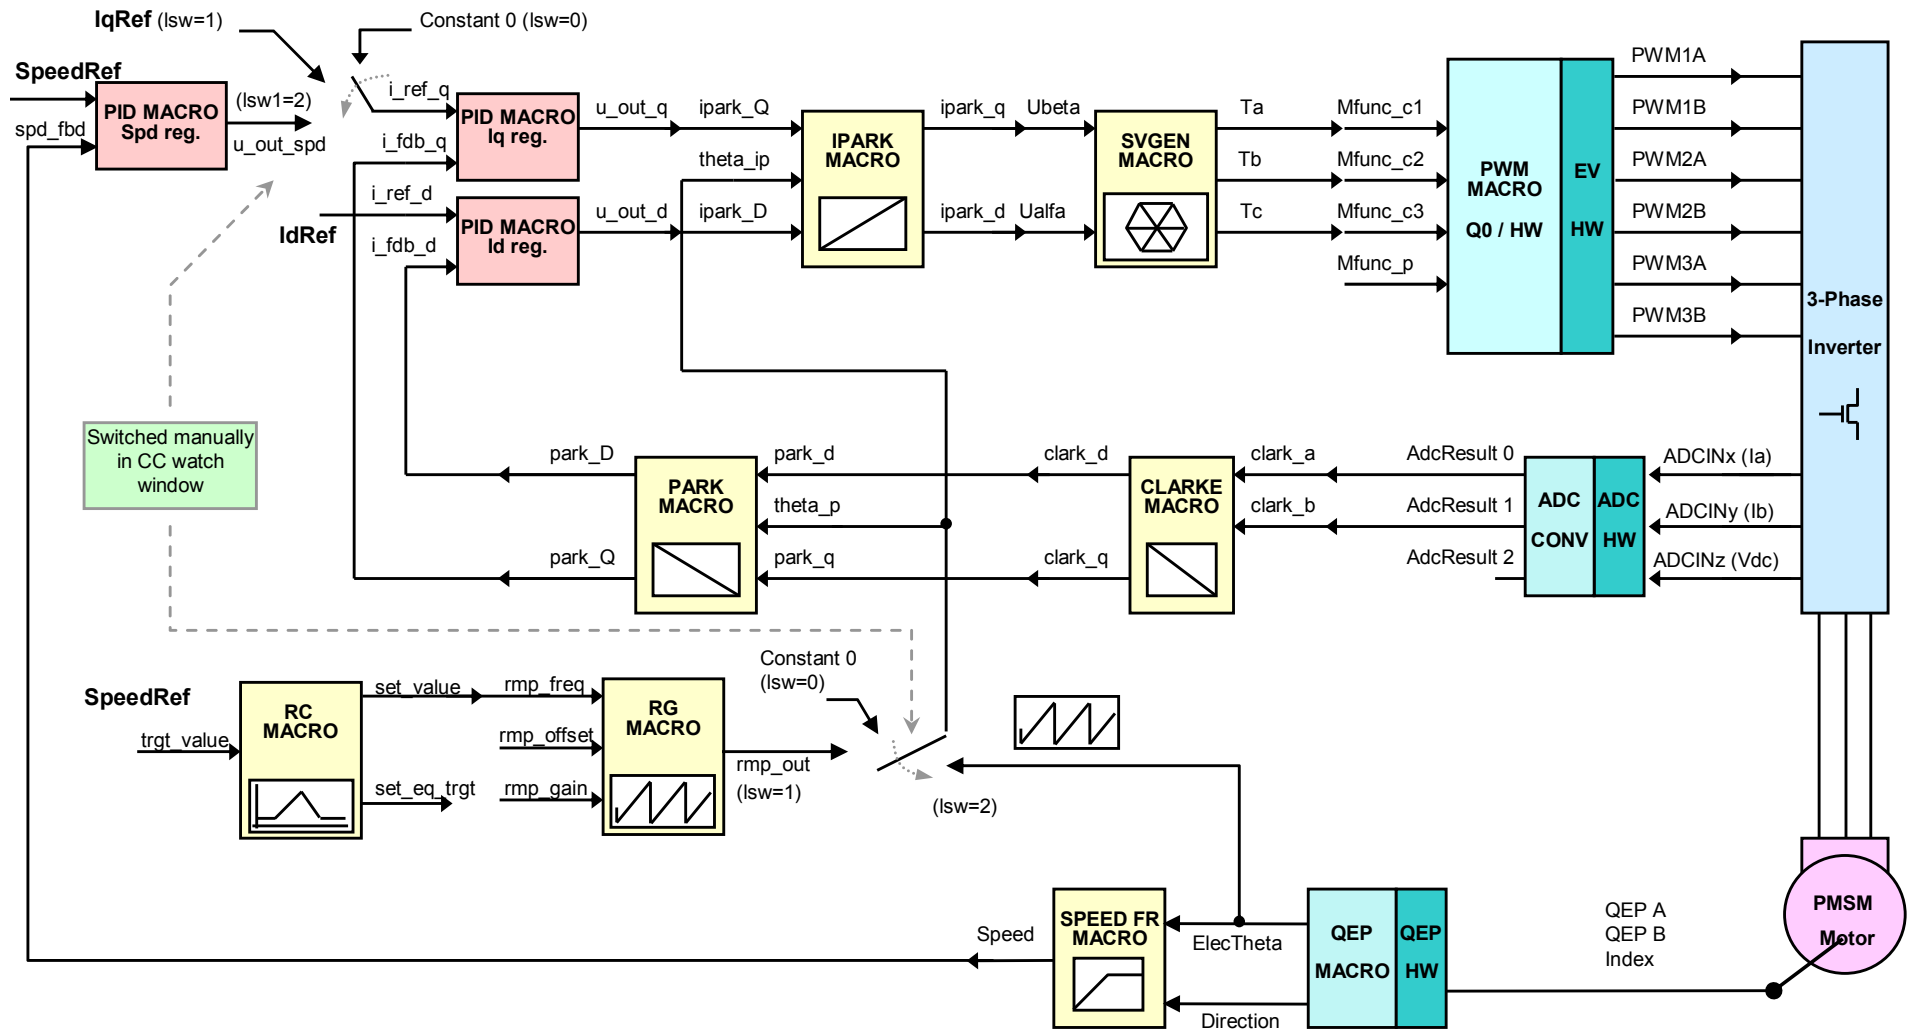 IqRef (lsw=1)
Constant 0 (lsw=0)
SpeedRef
spd_fbd
PID MACRO
Spd reg.
(lsw1=2)
u_out_spd
i_ref_q
i_fdb_q
PID MACRO
Iq reg.
u_out_q
i_ref_d
IdRef
i_fdb_d
PID MACRO
Id reg.
u_out_d
ipark_Q
theta_ip
ipark_D
IPARK
MACRO
ipark_q
Ubeta
ipark_d
Ualfa
SVGEN
MACRO
Ta
Tb
Tc
Mfunc_c1
Mfunc_c2
Mfunc_c3
Mfunc_p
PWM
MACRO
Q0 / HW
EV
HW
PWM1A
PWM1B
PWM2A
PWM2B
PWM3A
PWM3B
3-Phase
Inverter
Switched manually
in CC watch
window
park_D
park_Q
PARK
MACRO
park_d
theta_p
park_q
clark_d
clark_q
CLARKE
MACRO
clark_a
clark_b
AdcResult 0
AdcResult 1
AdcResult 2
ADC
CONV
ADC
HW
ADCINx (Ia)
ADCINy (Ib)
ADCINz (Vdc)
SpeedRef
trgt_value
RC
MACRO
set_value
set_eq_trgt
rmp_freq
rmp_offset
rmp_gain
RG
MACRO
rmp_out
(lsw=1)
Constant 0
(lsw=0)
(lsw=2)
Speed
SPEED FR
MACRO
ElecTheta
Direction
QEP
MACRO
QEP
HW
QEP A
QEP B
Index
PMSM
Motor